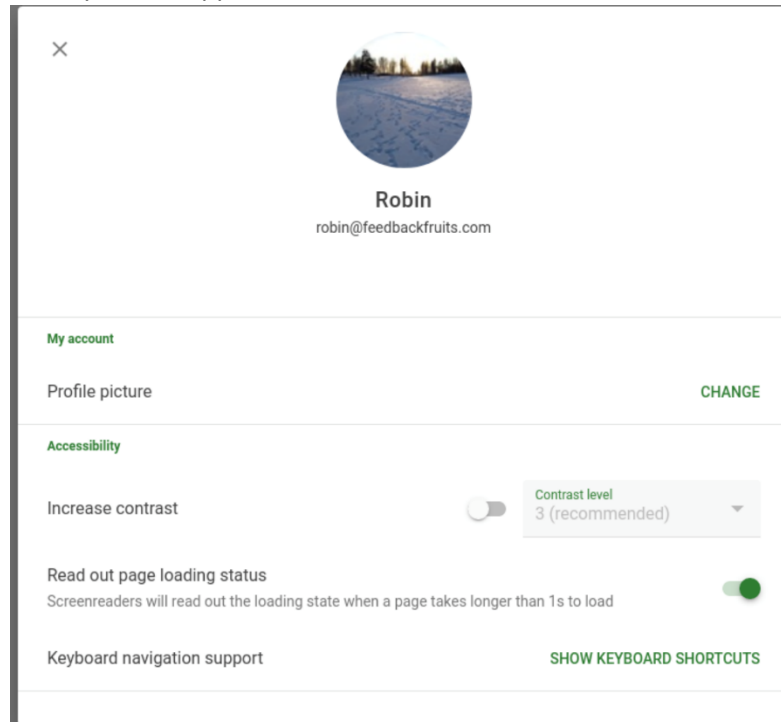 Robin
robin@feedbackfruits.com
My account
Profile picture CHANGE
Accessibility
Increase contrast
Contrast level
3 (recommended)
Read out page loading status
Screenreaders will read out the loading state when a page takes longer than 1s to load
Keyboard navigation support SHOW KEYBOARD SHORTCUTS